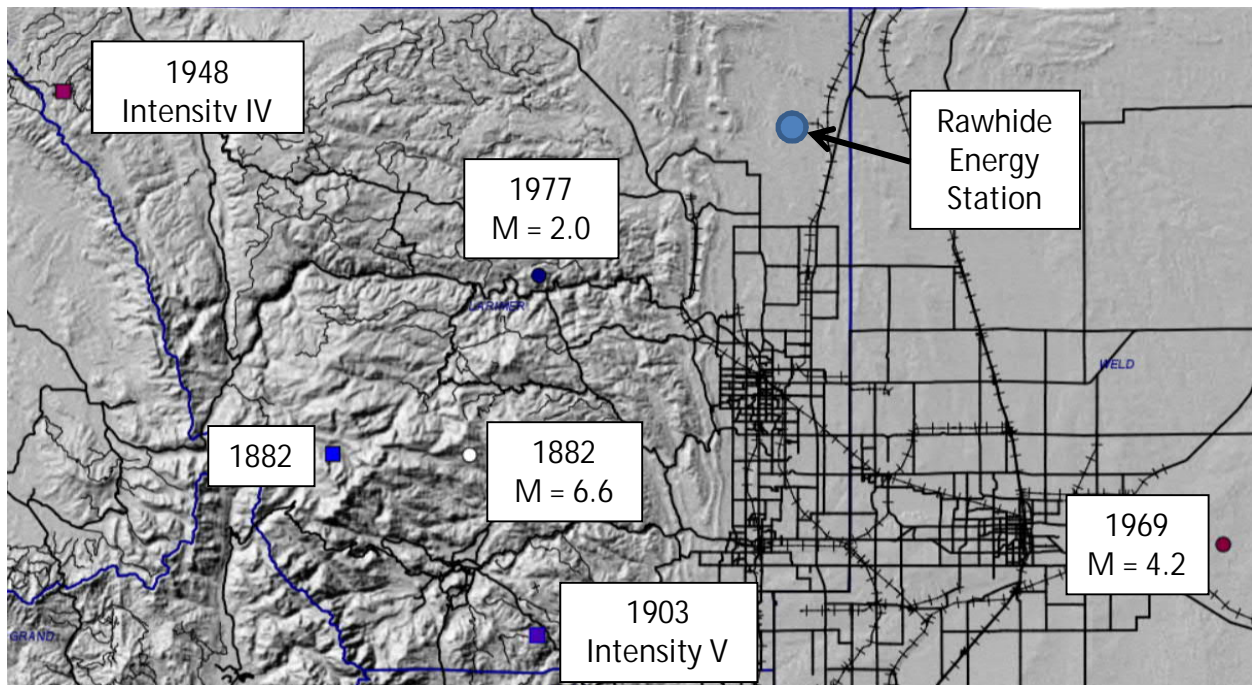 1948
Intensity IV
Rawhide
Energy
Station
1977
M = 2.0
LARIMER
WELD
1882
1882
M = 6.6
1969
M = 4.2
1903
Intensity V
GRAND